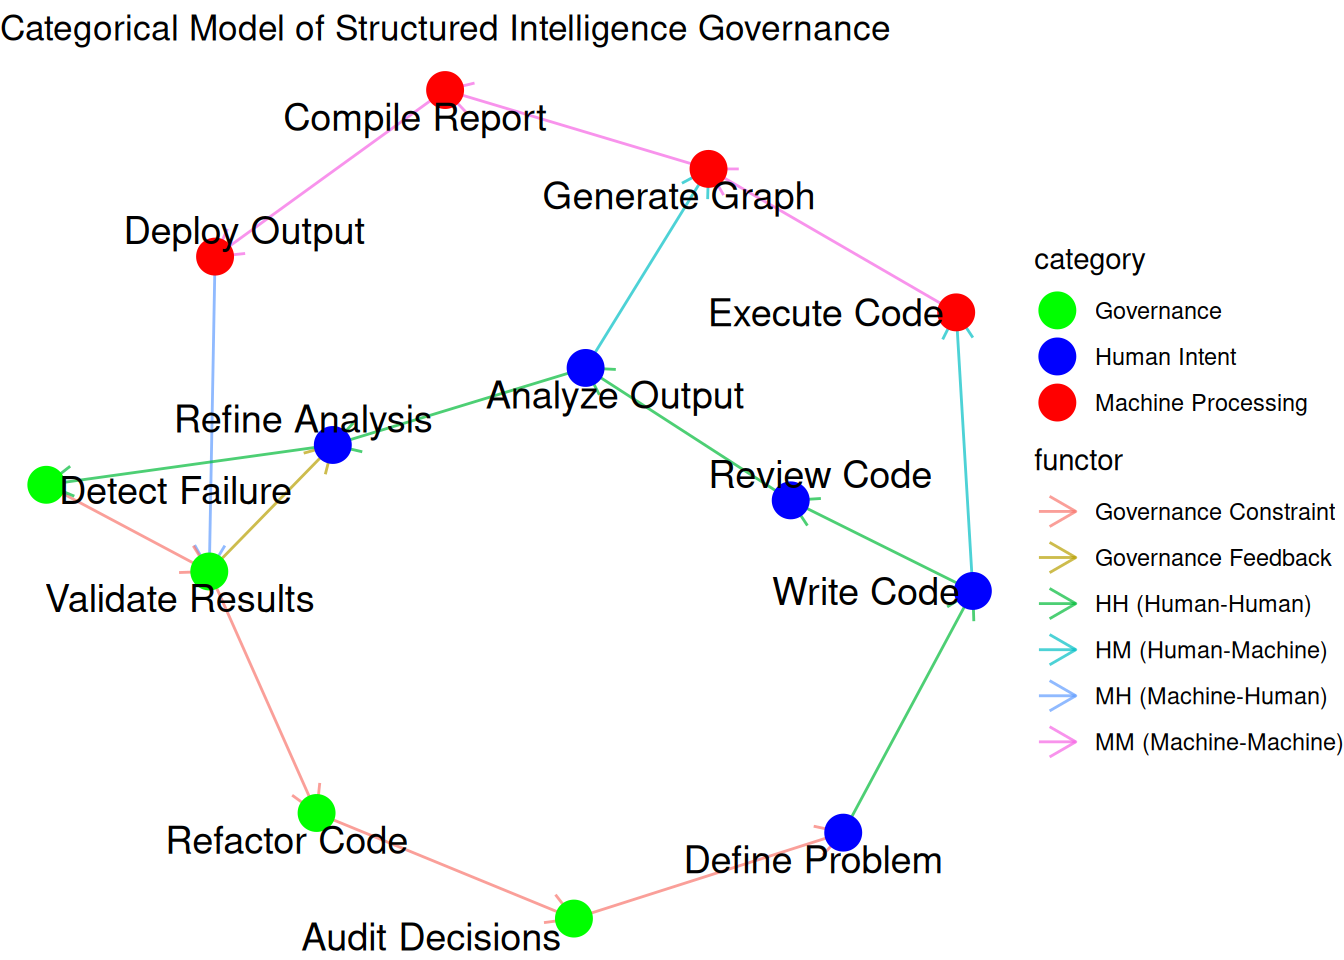 Categorical Model of Structured Intelligence Governance
Compile Report
Generate Graph
Deploy Output
Execute Code
Analyze Output
Refine Analysis
Review Code
Detect Failure
Validate Results
Write Code
Refactor Code
Define Problem
Audit Decisions
category
Governance
Human Intent
Machine Processing
functor
Governance Constraint
Governance Feedback
HH (Human-Human)
HM (Human-Machine)
MH (Machine-Human)
MM (Machine-Machine)